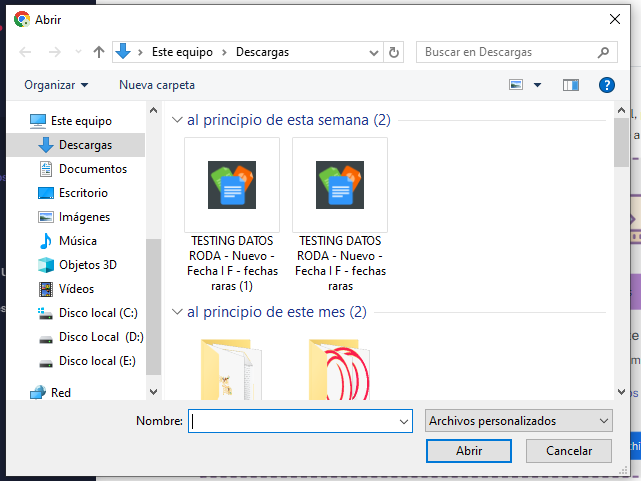 Abrir
Este equipo
Descargas
Buscar en Descargas
Organizar
Nueva carpeta
Este equipo
Descargas
Documentos
Escritorio
Imágenes
Música
Objetos 3D
Vídeos
Disco local (C:)
Disco Local (D:)
Disco local (E:)
Red
al principio de esta semana (2)
TESTING DATOS
RODA - Nuevo -
Fecha I F - fechas
raras (1)
TESTING DATOS
RODA - Nuevo -
Fecha I F - fechas
raras
al principio de este mes (2)
Nombre:
Archivos personalizados
Abrir
Cancelar